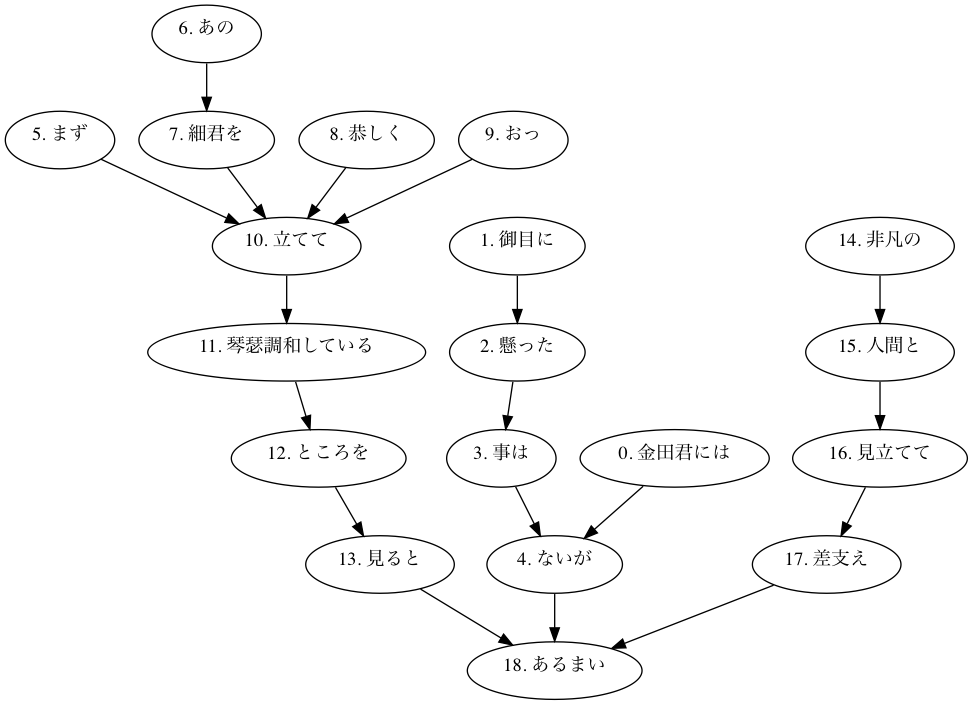 6. あの
5. まず
7. 細君を
8. 恭しく
9. おっ
10. 立てて
1. 御目に
14. 非凡の
11. 琴瑟調和している
2. 懸った
15. 人間と
12. ところを
3. 事は
0. 金田君には
16. 見立てて
13. 見ると
4. ないが
17. 差支え
18. あるまい